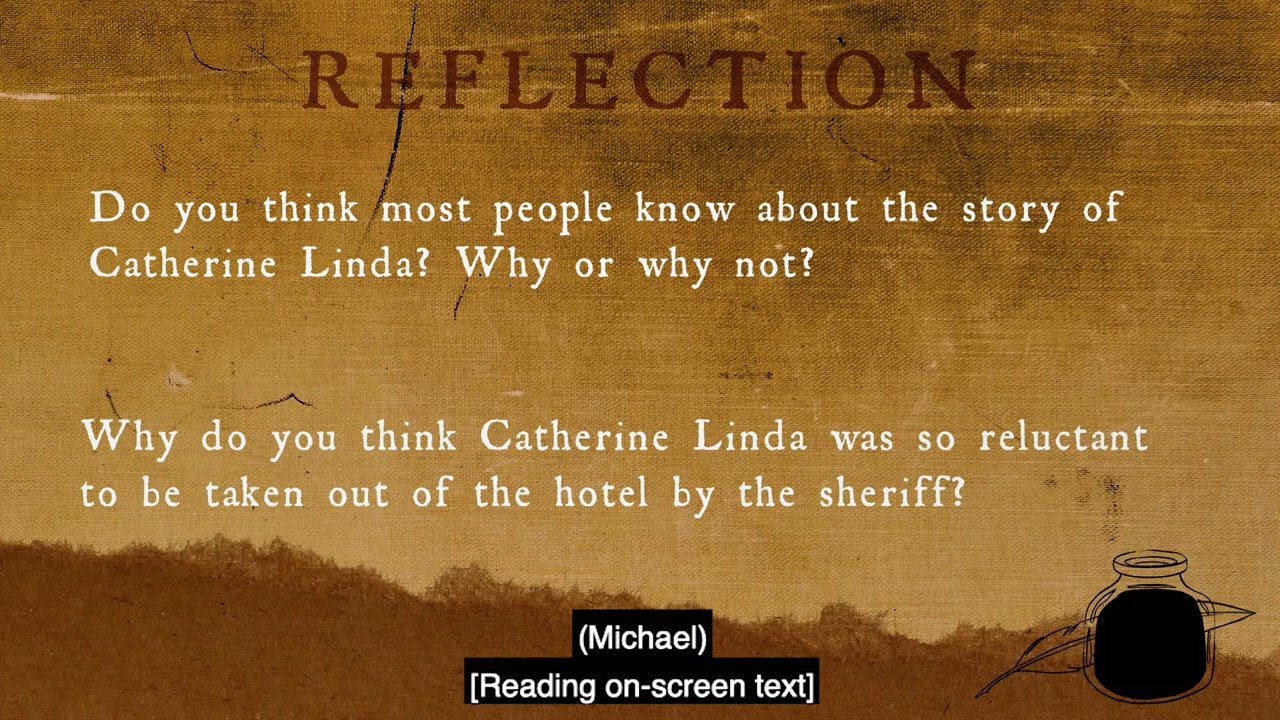 REFLECTION
Do you think most people know about the story of
Catherine Linda? Why or why not?
Why do you think Catherine Linda was so reluctant
to be taken out of the hotel by the sheriff?
(Michael)
[Reading on-screen text]